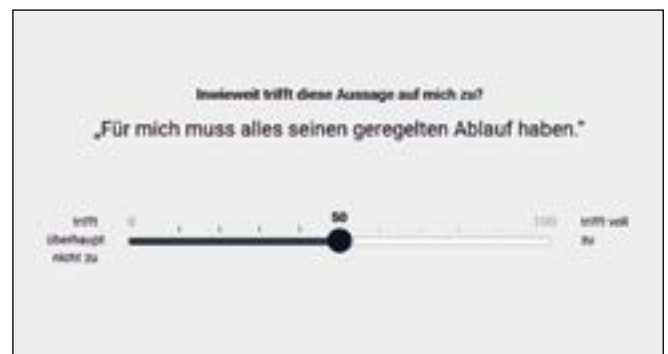 Inwieweit trifft diese Aussage auf mich zu?
„Für mich muss alles seinen geregelten Ablauf haben."
0
50
100
trifft
überhaupt
nicht zu
trifft voll
zu